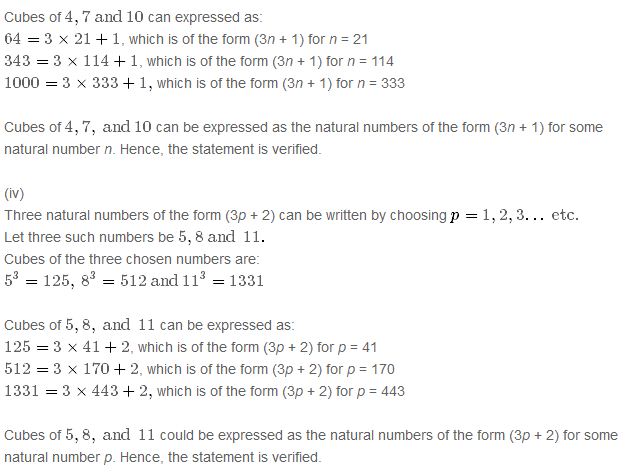 Cubes of 4, 7 and 10 can expressed as:
64 = 3 × 21 + 1, which is of the form (3n + 1) for n = 21
343 = 3 × 114 + 1, which is of the form (3n + 1) for n = 114
1000 = 3 × 333 + 1, which is of the form (3n + 1) for n = 333
Cubes of 4, 7, and 10 can be expressed as the natural numbers of the form (3n + 1) for some
natural number n. Hence, the statement is verified.
(iv)
Three natural numbers of the form (3p + 2) can be written by choosing p = 1, 2, 3... etc.
Let three such numbers be 5, 8 and 11.
Cubes of the three chosen numbers are:
5³ = 125, 8³ = 512 and 11³ = 1331
Cubes of 5, 8, and 11 can be expressed as:
125 = 3 × 41 + 2, which is of the form (3p + 2) for p = 41
512 = 3 × 170 + 2, which is of the form (3p + 2) for p = 170
1331 = 3 × 443 + 2, which is of the form (3p + 2) for p = 443
Cubes of 5, 8, and 11 could be expressed as the natural numbers of the form (3p + 2) for some
natural number p. Hence, the statement is verified.